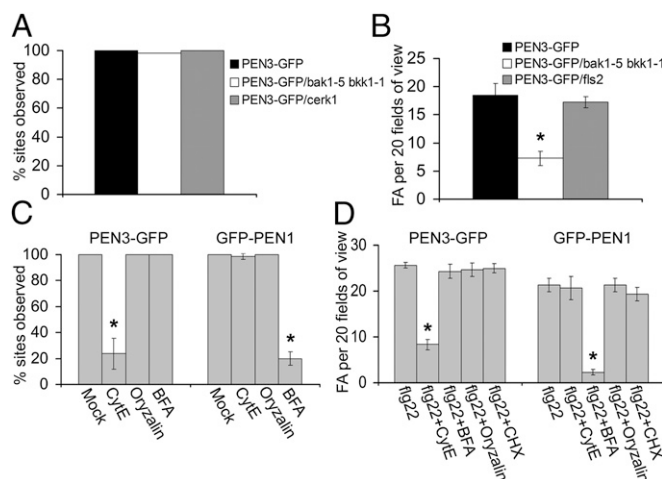 A
100
80
60
40
20
0
% sites observed
PEN3-GFP
PEN3-GFP/bak1-5 bkk1-1
PEN3-GFP/cerk1
B
25
20
15
10
5
0
FA per 20 fields of view
*
PEN3-GFP
PEN3-GFP/bak1-5 bkk1-1
PEN3-GFP/fls2
C
PEN3-GFP
GFP-PEN1
100
80
60
40
20
0
% sites observed
*
*
Mock
CytE
Oryzalin
BFA
Mock
CytE
Oryzalin
BFA
D
PEN3-GFP
GFP-PEN1
30
20
10
0
FA per 20 fields of view
*
*
flg22
flg22+CytE
flg22+BFA
flg22+Oryzalin
flg22+CHX
flg22
flg22+CytE
flg22+BFA
flg22+Oryzalin
flg22+CHX